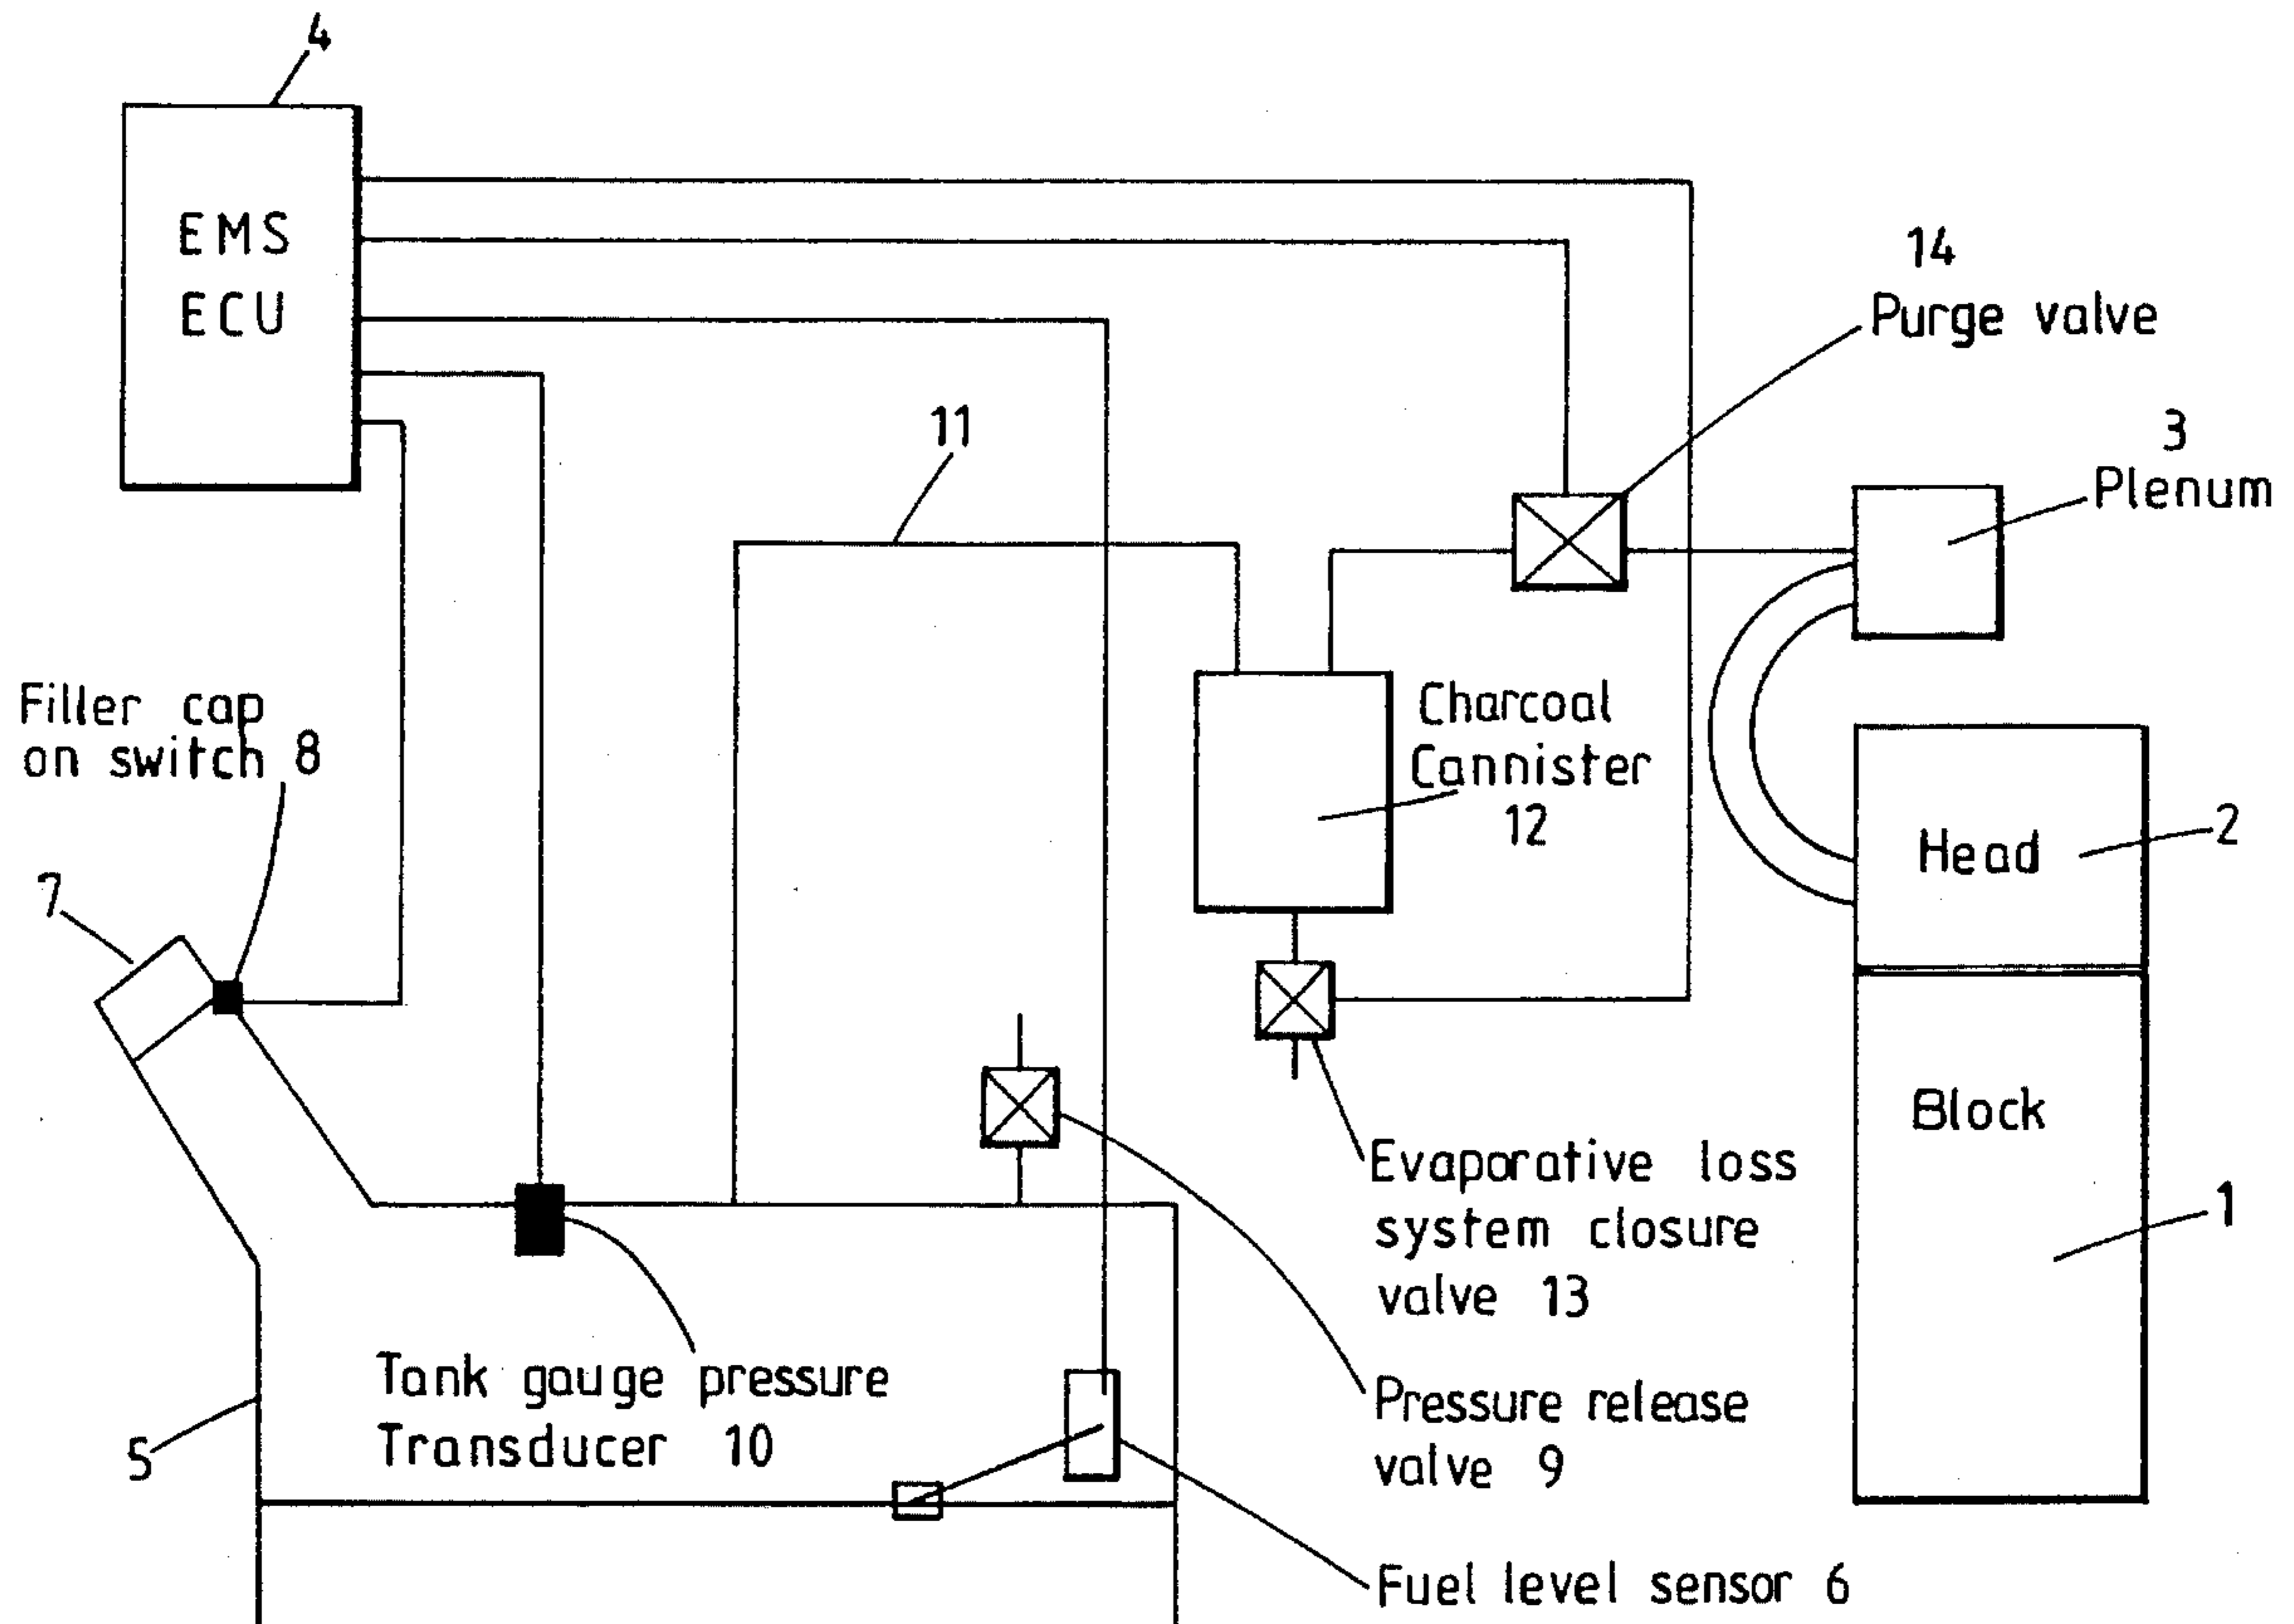 4
EMS
ECU
14
Purge valve
3
Plenum
11
Filler cap
on switch 8
Charcoal
Cannister
12
Head
2
7
Block
Evaporative loss
system closure
valve 13
1
Tank gauge pressure
Transducer 10
Pressure release
valve 9
5
Fuel level sensor 6